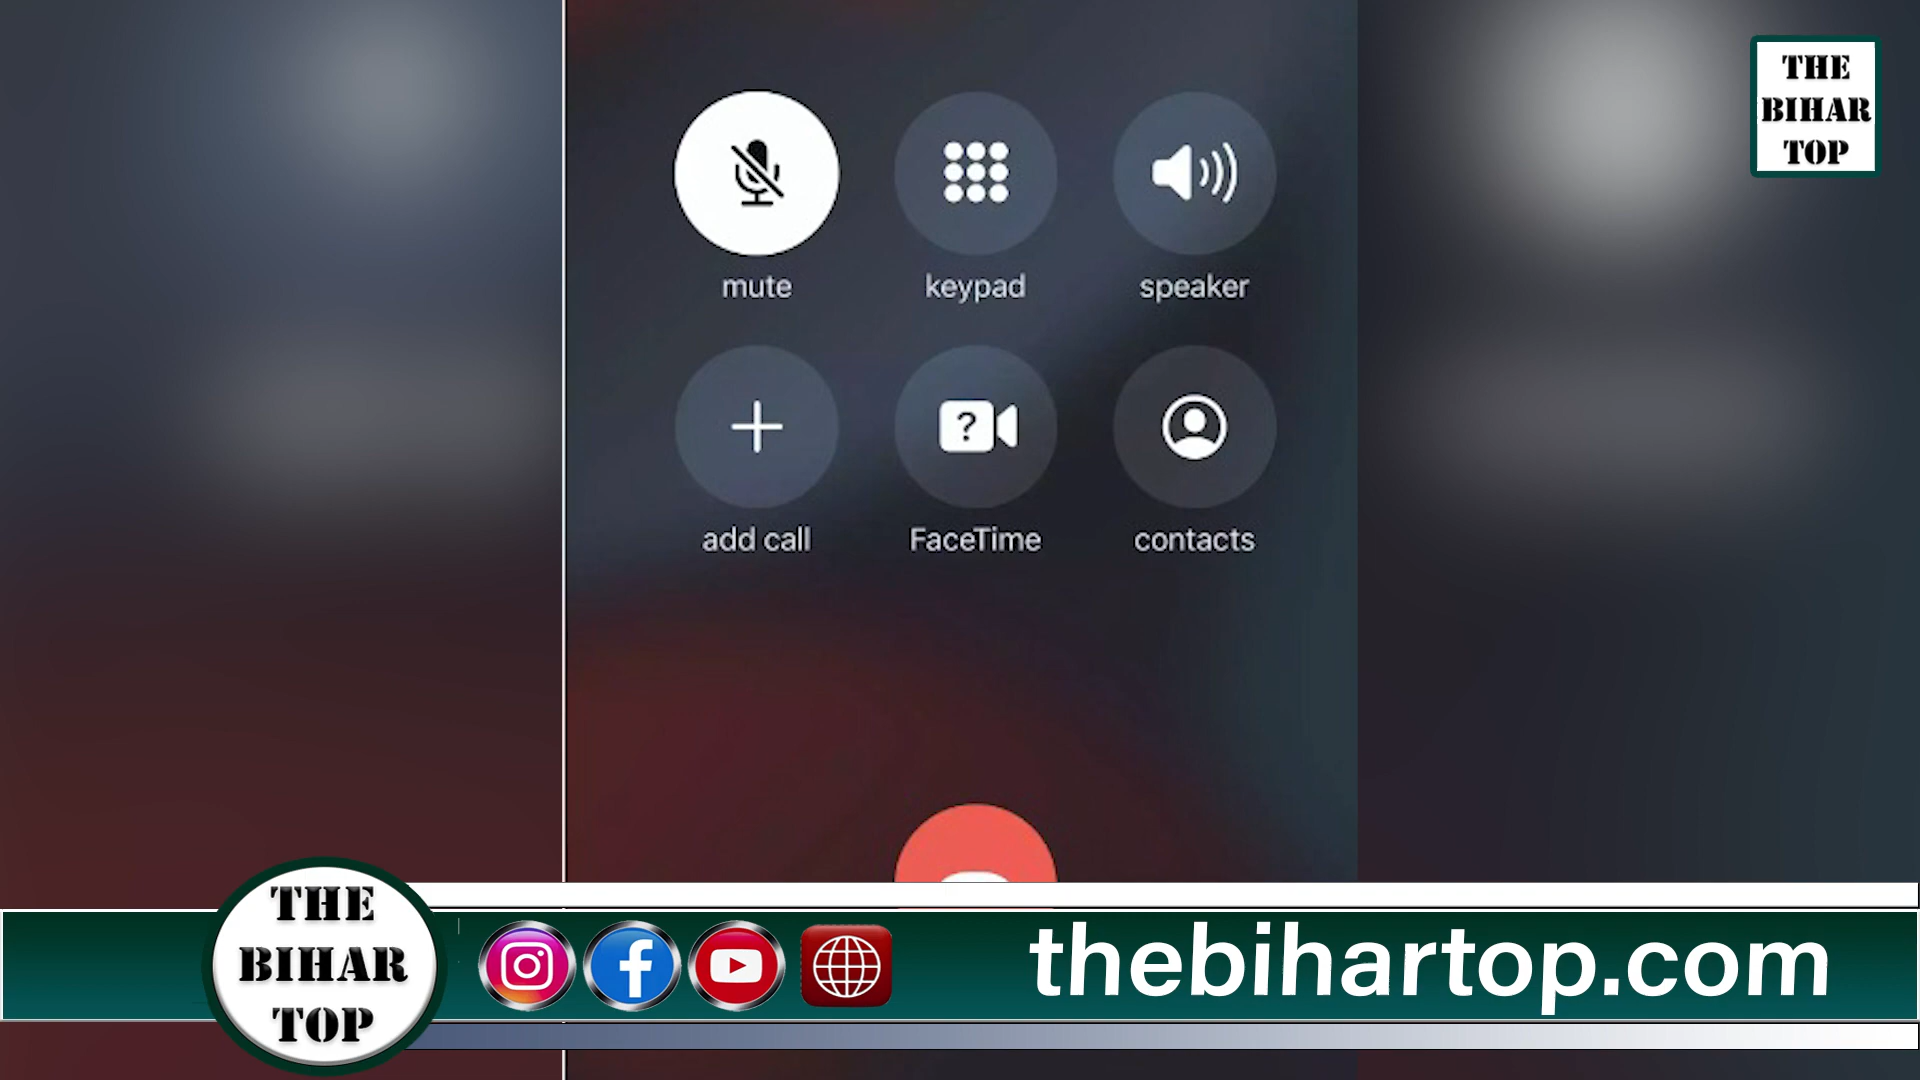 THE
BIHAR
TOP
mute
keypad
speaker
?
add call
FaceTime
contacts
THE
BIHAR
TOP
thebihartop.com